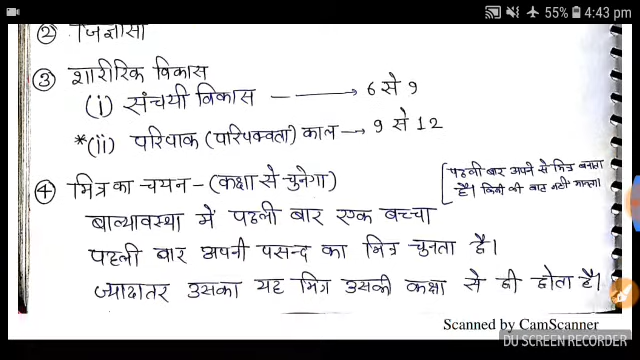 55% 4:43 pm
② जिज्ञासा
③ शारीरिक विकास
(i) संचयी विकास ——→ 6 से 9
*(ii) परिपाक (परिपक्वता) काल → 9 से 12
④ मित्र का चयन - (कक्षा से चुनेगा)
[पहली बार अपने से मित्र बनाता
है। किसी की बात नहीं मानता।
बाल्यावस्था में पहली बार एक बच्चा
पहली बार अपनी पसन्द का मित्र चुनता है।
ज्यादातर उसका यह मित्र उसकी कक्षा से ही होता है।
Scanned by CamScanner
DU SCREEN RECORDER